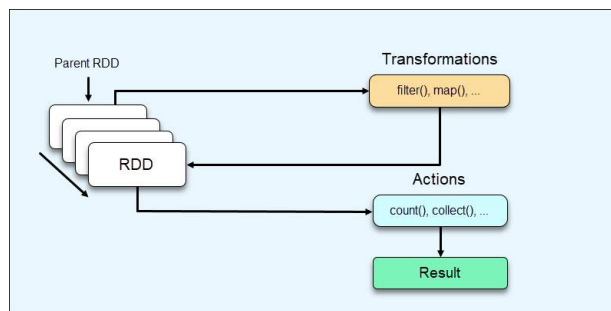 Transformations
Parent RDD
filter(), map(), ...
RDD
Actions
count(), collect(), ...
Result